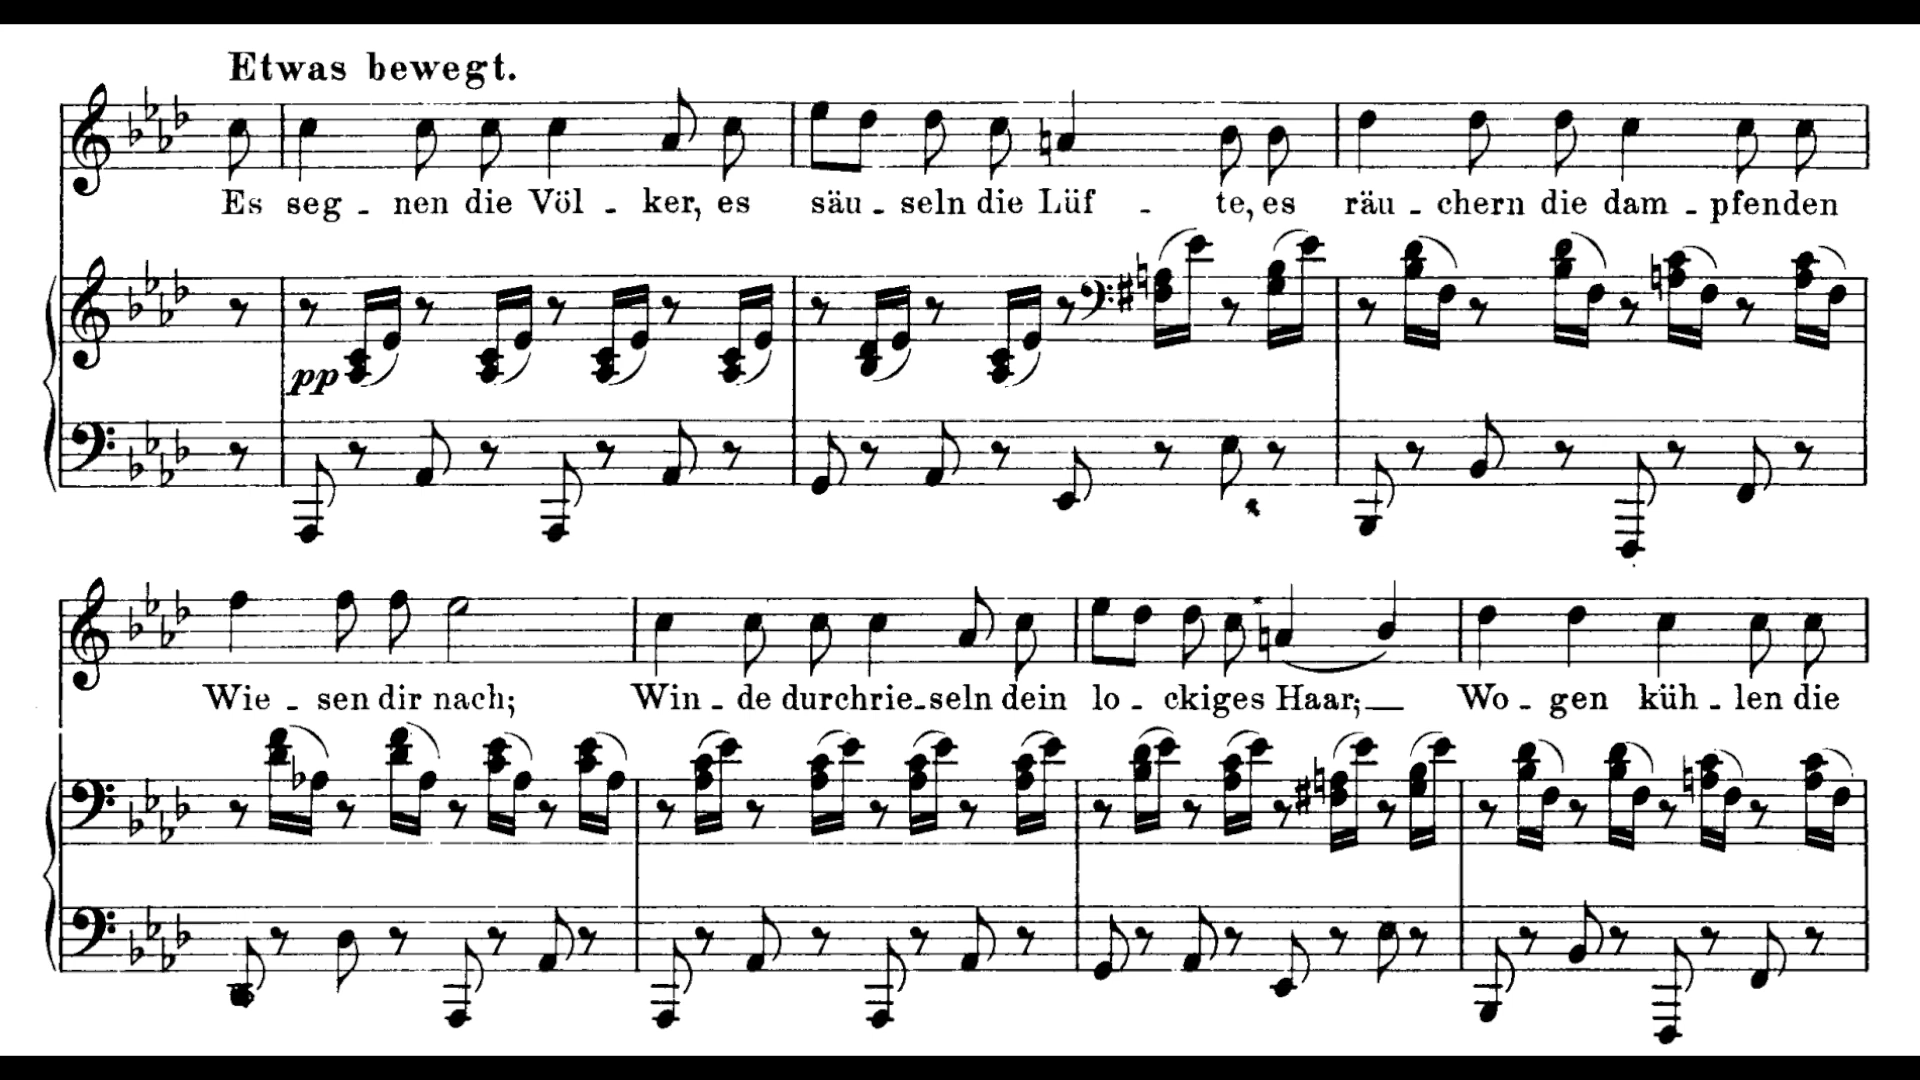 Etwas bewegt.
Es seg - nen die Völ - ker, es säu - seln die Lüf - te, es räu - chern die dam - pfenden
pp
Wie - sen dir nach; Win - de durchrie - seln dein lo - ckiges Haar; Wo - gen küh - len die